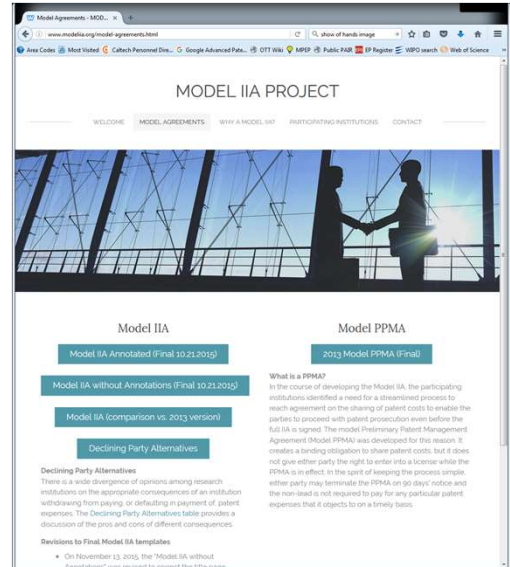 Model Agreements - MOD...
www.modeliia.org/model-agreements.html
show of hands image
Area Codes Most Visited Caltech Personnel Dire... Google Advanced Pate... OTT Wiki MPEP Public PAIR EP Register WIPO search Web of Science
MODEL IIA PROJECT
WELCOME MODEL AGREEMENTS WHY A MODEL IIA? PARTICIPATING INSTITUTIONS CONTACT
Model IIA
Model IIA Annotated (Final 10.21.2015)
Model IIA without Annotations (Final 10.21.2015)
Model IIA (comparison vs. 2013 version)
Declining Party Alternatives
Declining Party Alternatives
There is a wide divergence of opinions among research
institutions on the appropriate consequences of an institution
withdrawing from paying, or defaulting in payment of, patent
expenses. The Declining Party Alternatives table provides a
discussion of the pros and cons of different consequences.
Revisions to Final Model IIA templates
On November 13, 2015, the "Model IIA without
Model PPMA
2013 Model PPMA (Final)
What is a PPMA?
In the course of developing the Model IIA, the participating
institutions identified a need for a streamlined process to
reach agreement on the sharing of patent costs to enable the
parties to proceed with patent prosecution even before the
full IIA is signed. The model Preliminary Patent Management
Agreement (Model PPMA) was developed for this reason. It
creates a binding obligation to share patent costs, but it does
not give either party the right to enter into a license while the
PPMA is in effect. In the spirit of keeping the process simple,
either party may terminate the PPMA on 90 days' notice and
the non-lead is not required to pay for any particular patent
expenses that it objects to on a timely basis.